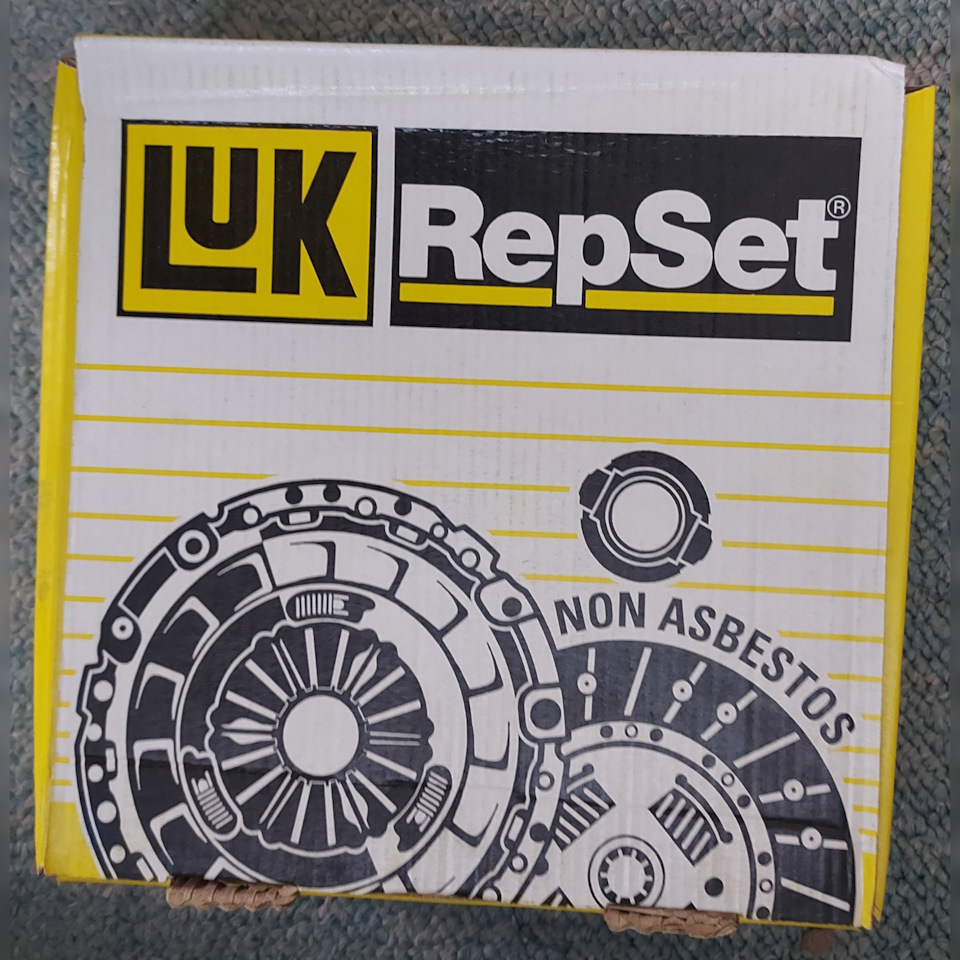 LUK
RepSet®
NON ASBESTOS